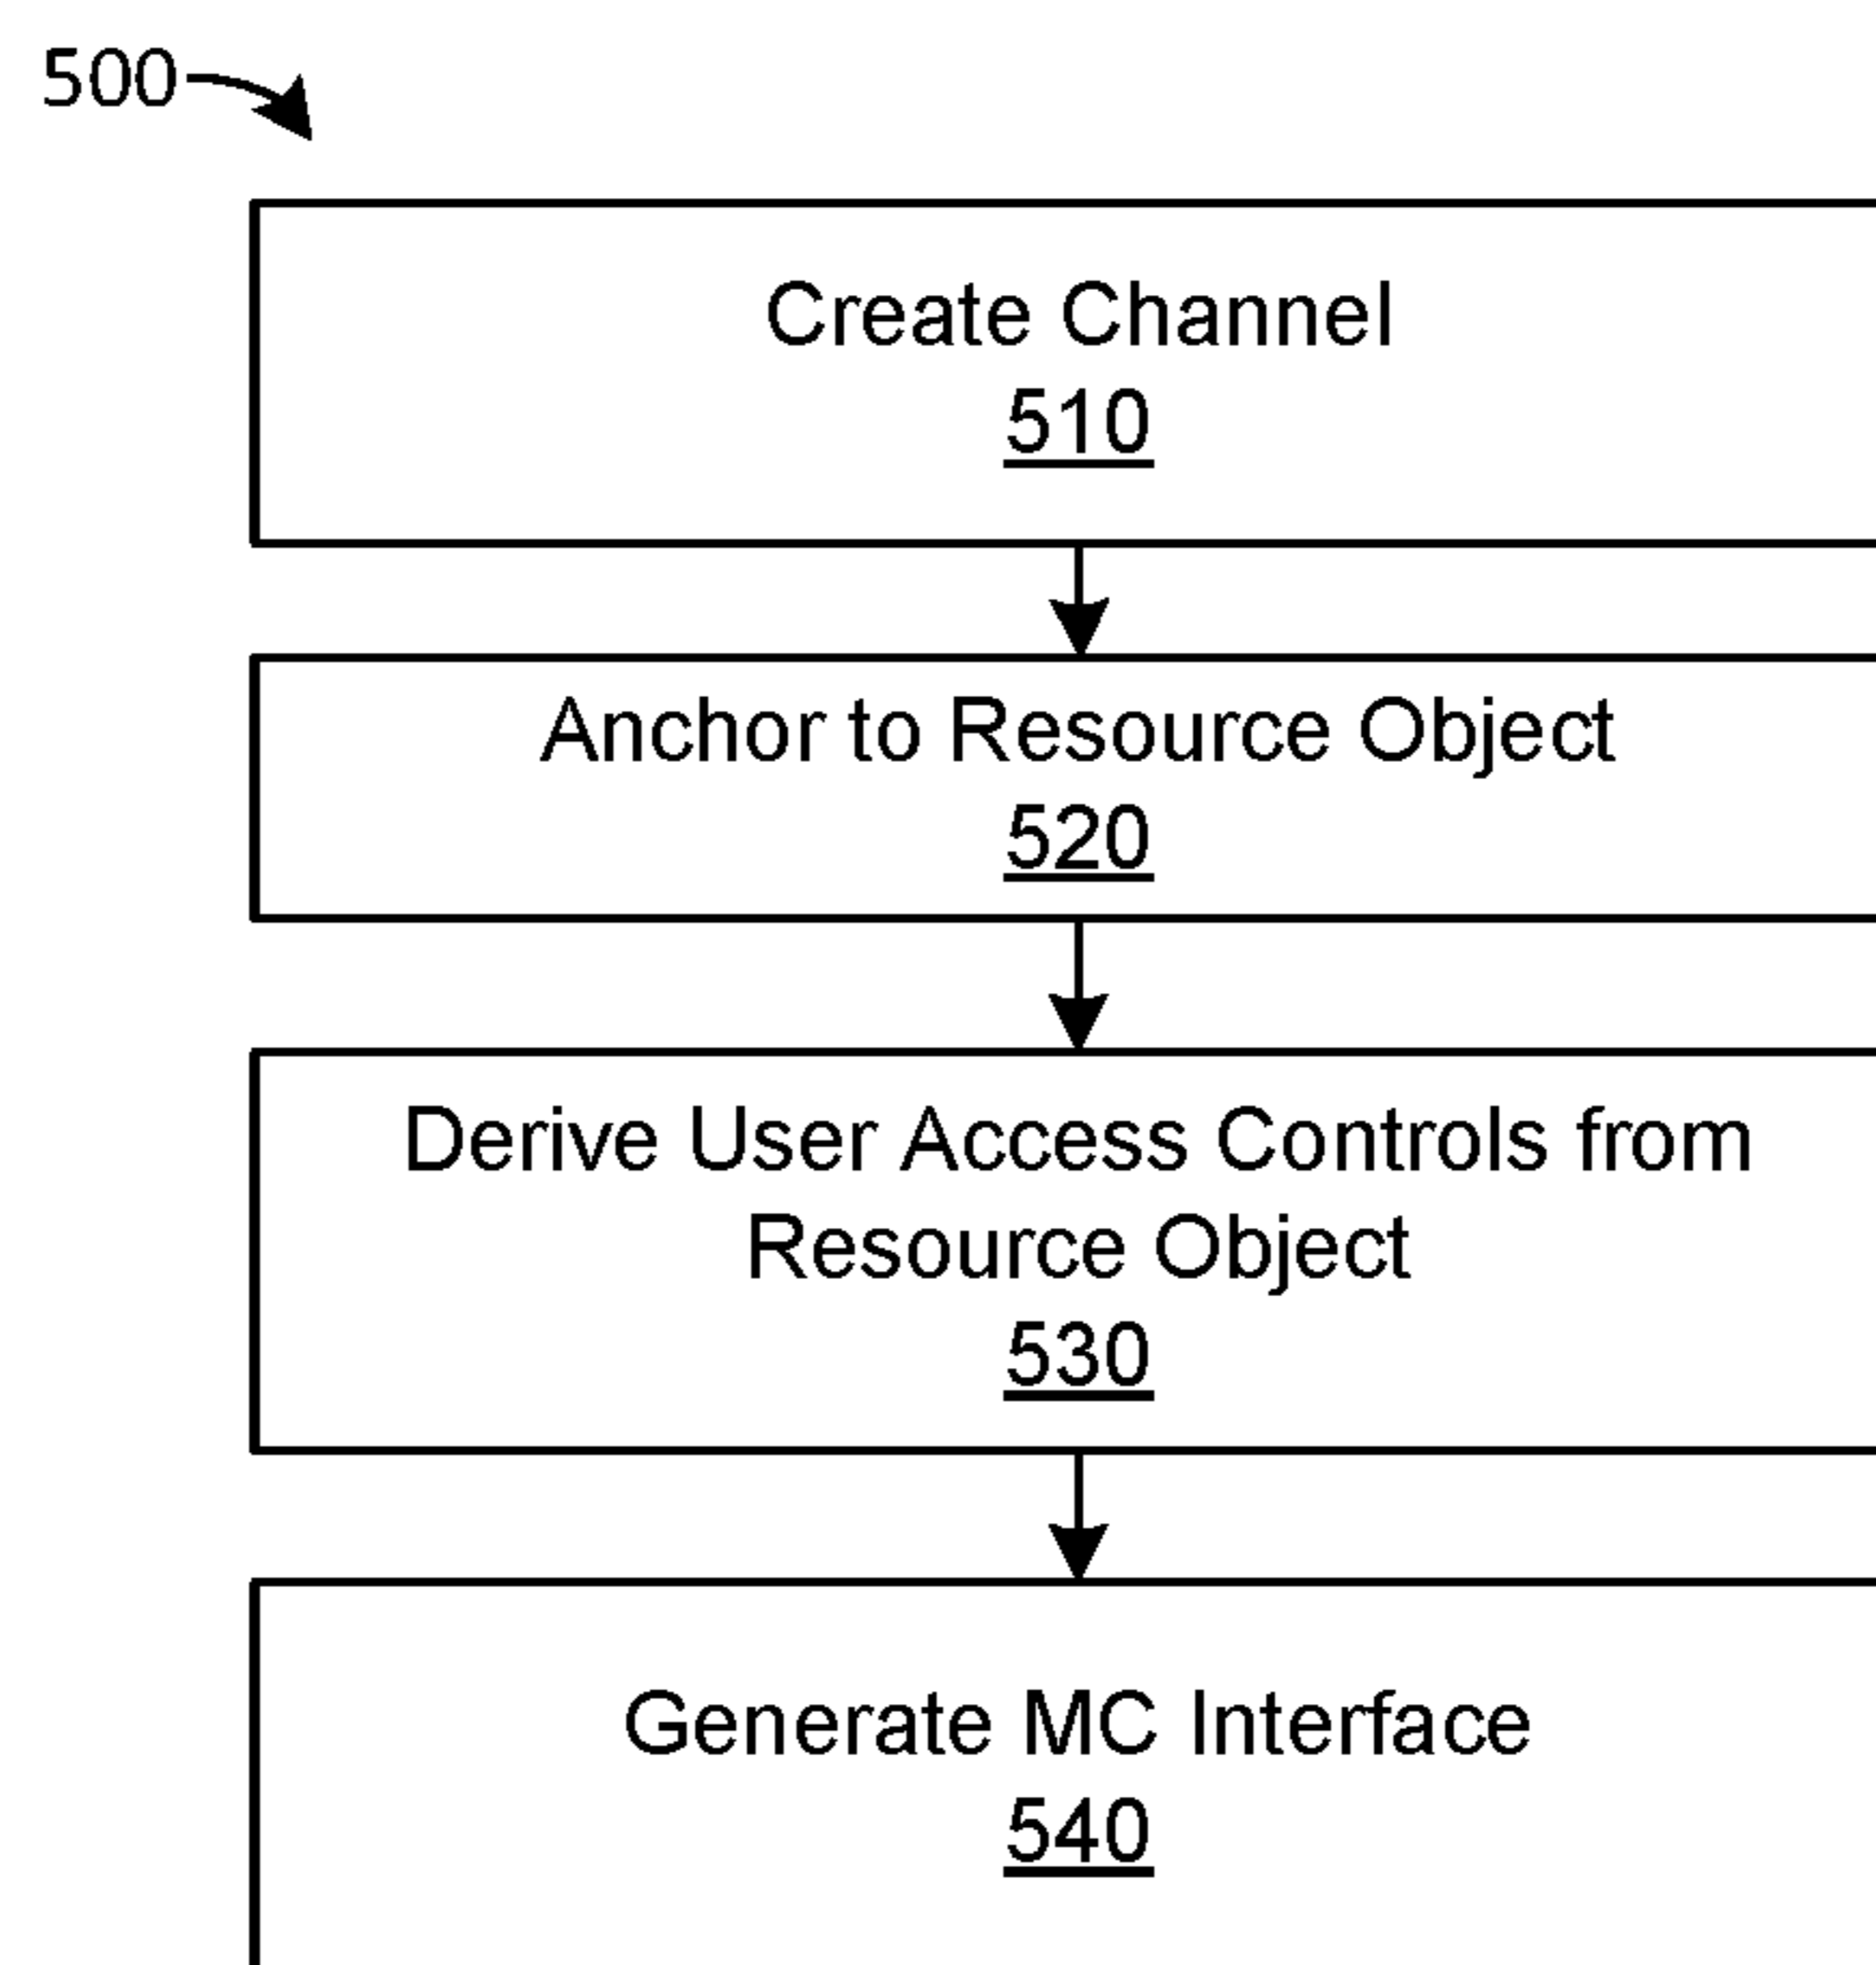 500
Create Channel
510
Anchor to Resource Object
520
Derive User Access Controls from
Resource Object
530
Generate MC Interface
540